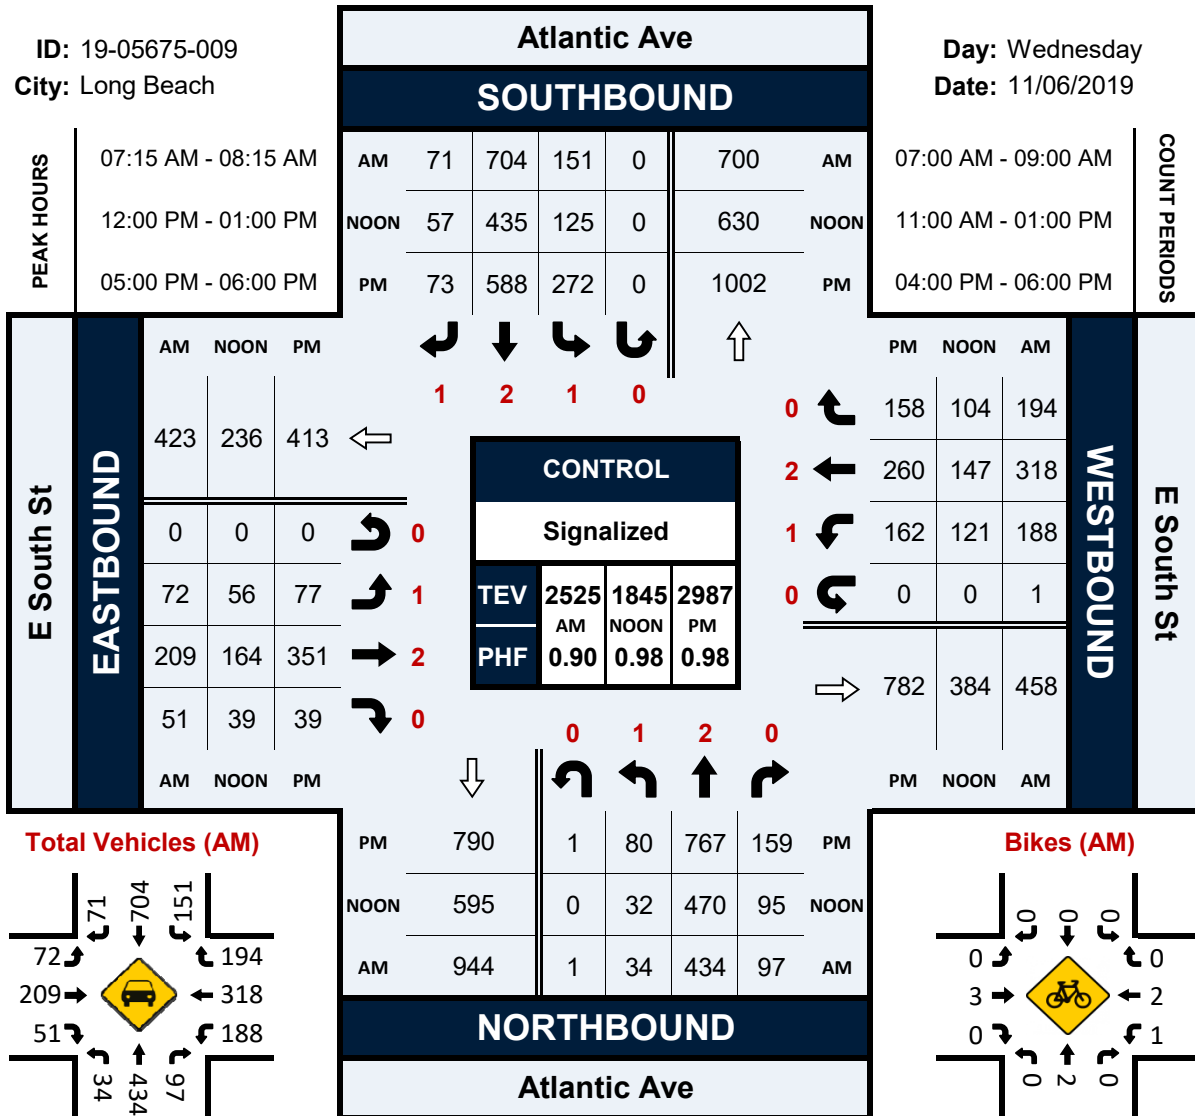 Atlantic Ave
ID: 19-05675-009
Day: Wednesday
City: Long Beach
Date: 11/06/2019
SOUTHBOUND
PEAK HOURS
07:15 AM - 08:15 AM
12:00 PM - 01:00 PM
05:00 PM - 06:00 PM
AM 71 704 151 0 700 AM
NOON 57 435 125 0 630 NOON
PM 73 588 272 0 1002 PM
07:00 AM - 09:00 AM
11:00 AM - 01:00 PM
04:00 PM - 06:00 PM
COUNT PERIODS
1 2 1 0
E South St
EASTBOUND
AM NOON PM
423 236 413
0 0 0 0
72 56 77 1
209 164 351 2
51 39 39 0
AM NOON PM
CONTROL
Signalized
TEV 2525 1845 2987
AM NOON PM
PHF 0.90 0.98 0.98
PM NOON AM
0 158 104 194
2 260 147 318
1 162 121 188
0 0 0 1
782 384 458
PM NOON AM
WESTBOUND
E South St
0 1 2 0
PM 790 1 80 767 159 PM
NOON 595 0 32 470 95 NOON
AM 944 1 34 434 97 AM
NORTHBOUND
Atlantic Ave
Total Vehicles (AM)
71 704 151
72 194
209 318
51 188
34 434 97
Bikes (AM)
0 0 0
0 0
3 2
0 1
0 2 0